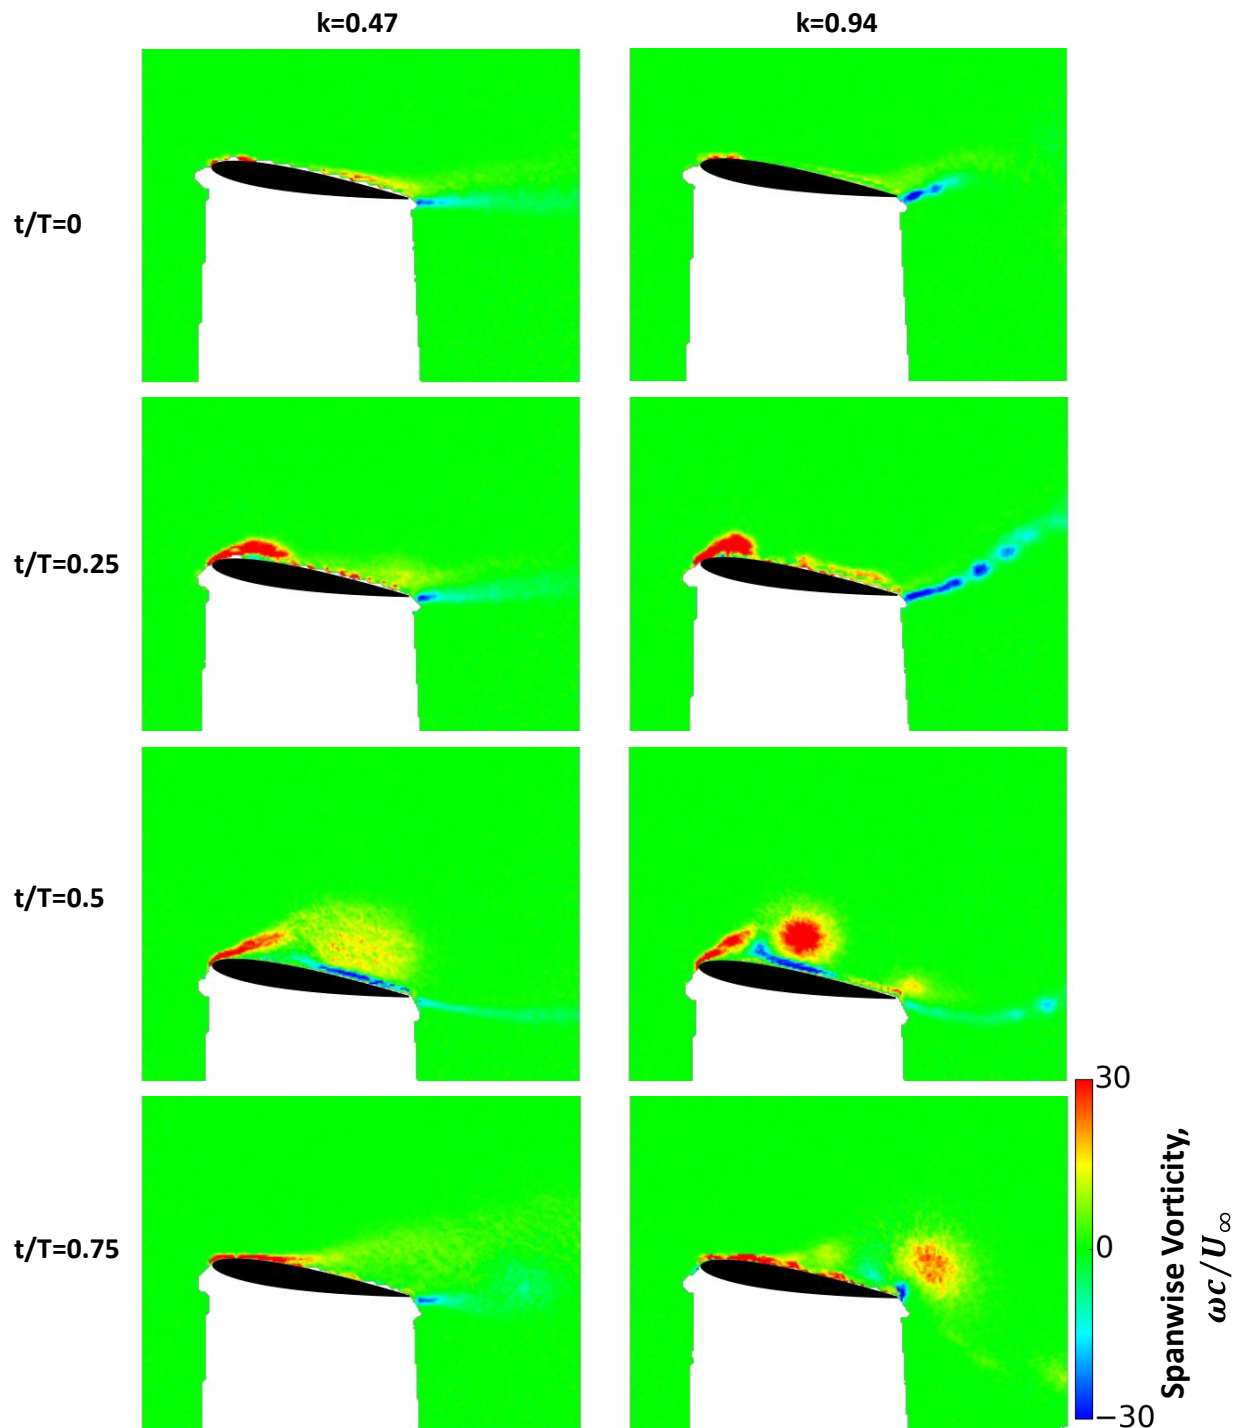 k=0.47
k=0.94
t/T=0
t/T=0.25
t/T=0.5
t/T=0.75
30
0
−30
Spanwise Vorticity,
ωc/U∞